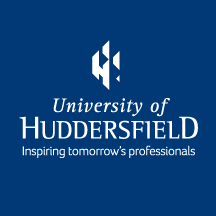 University of
HUDDERSFIELD
Inspiring tomorrow's professionals